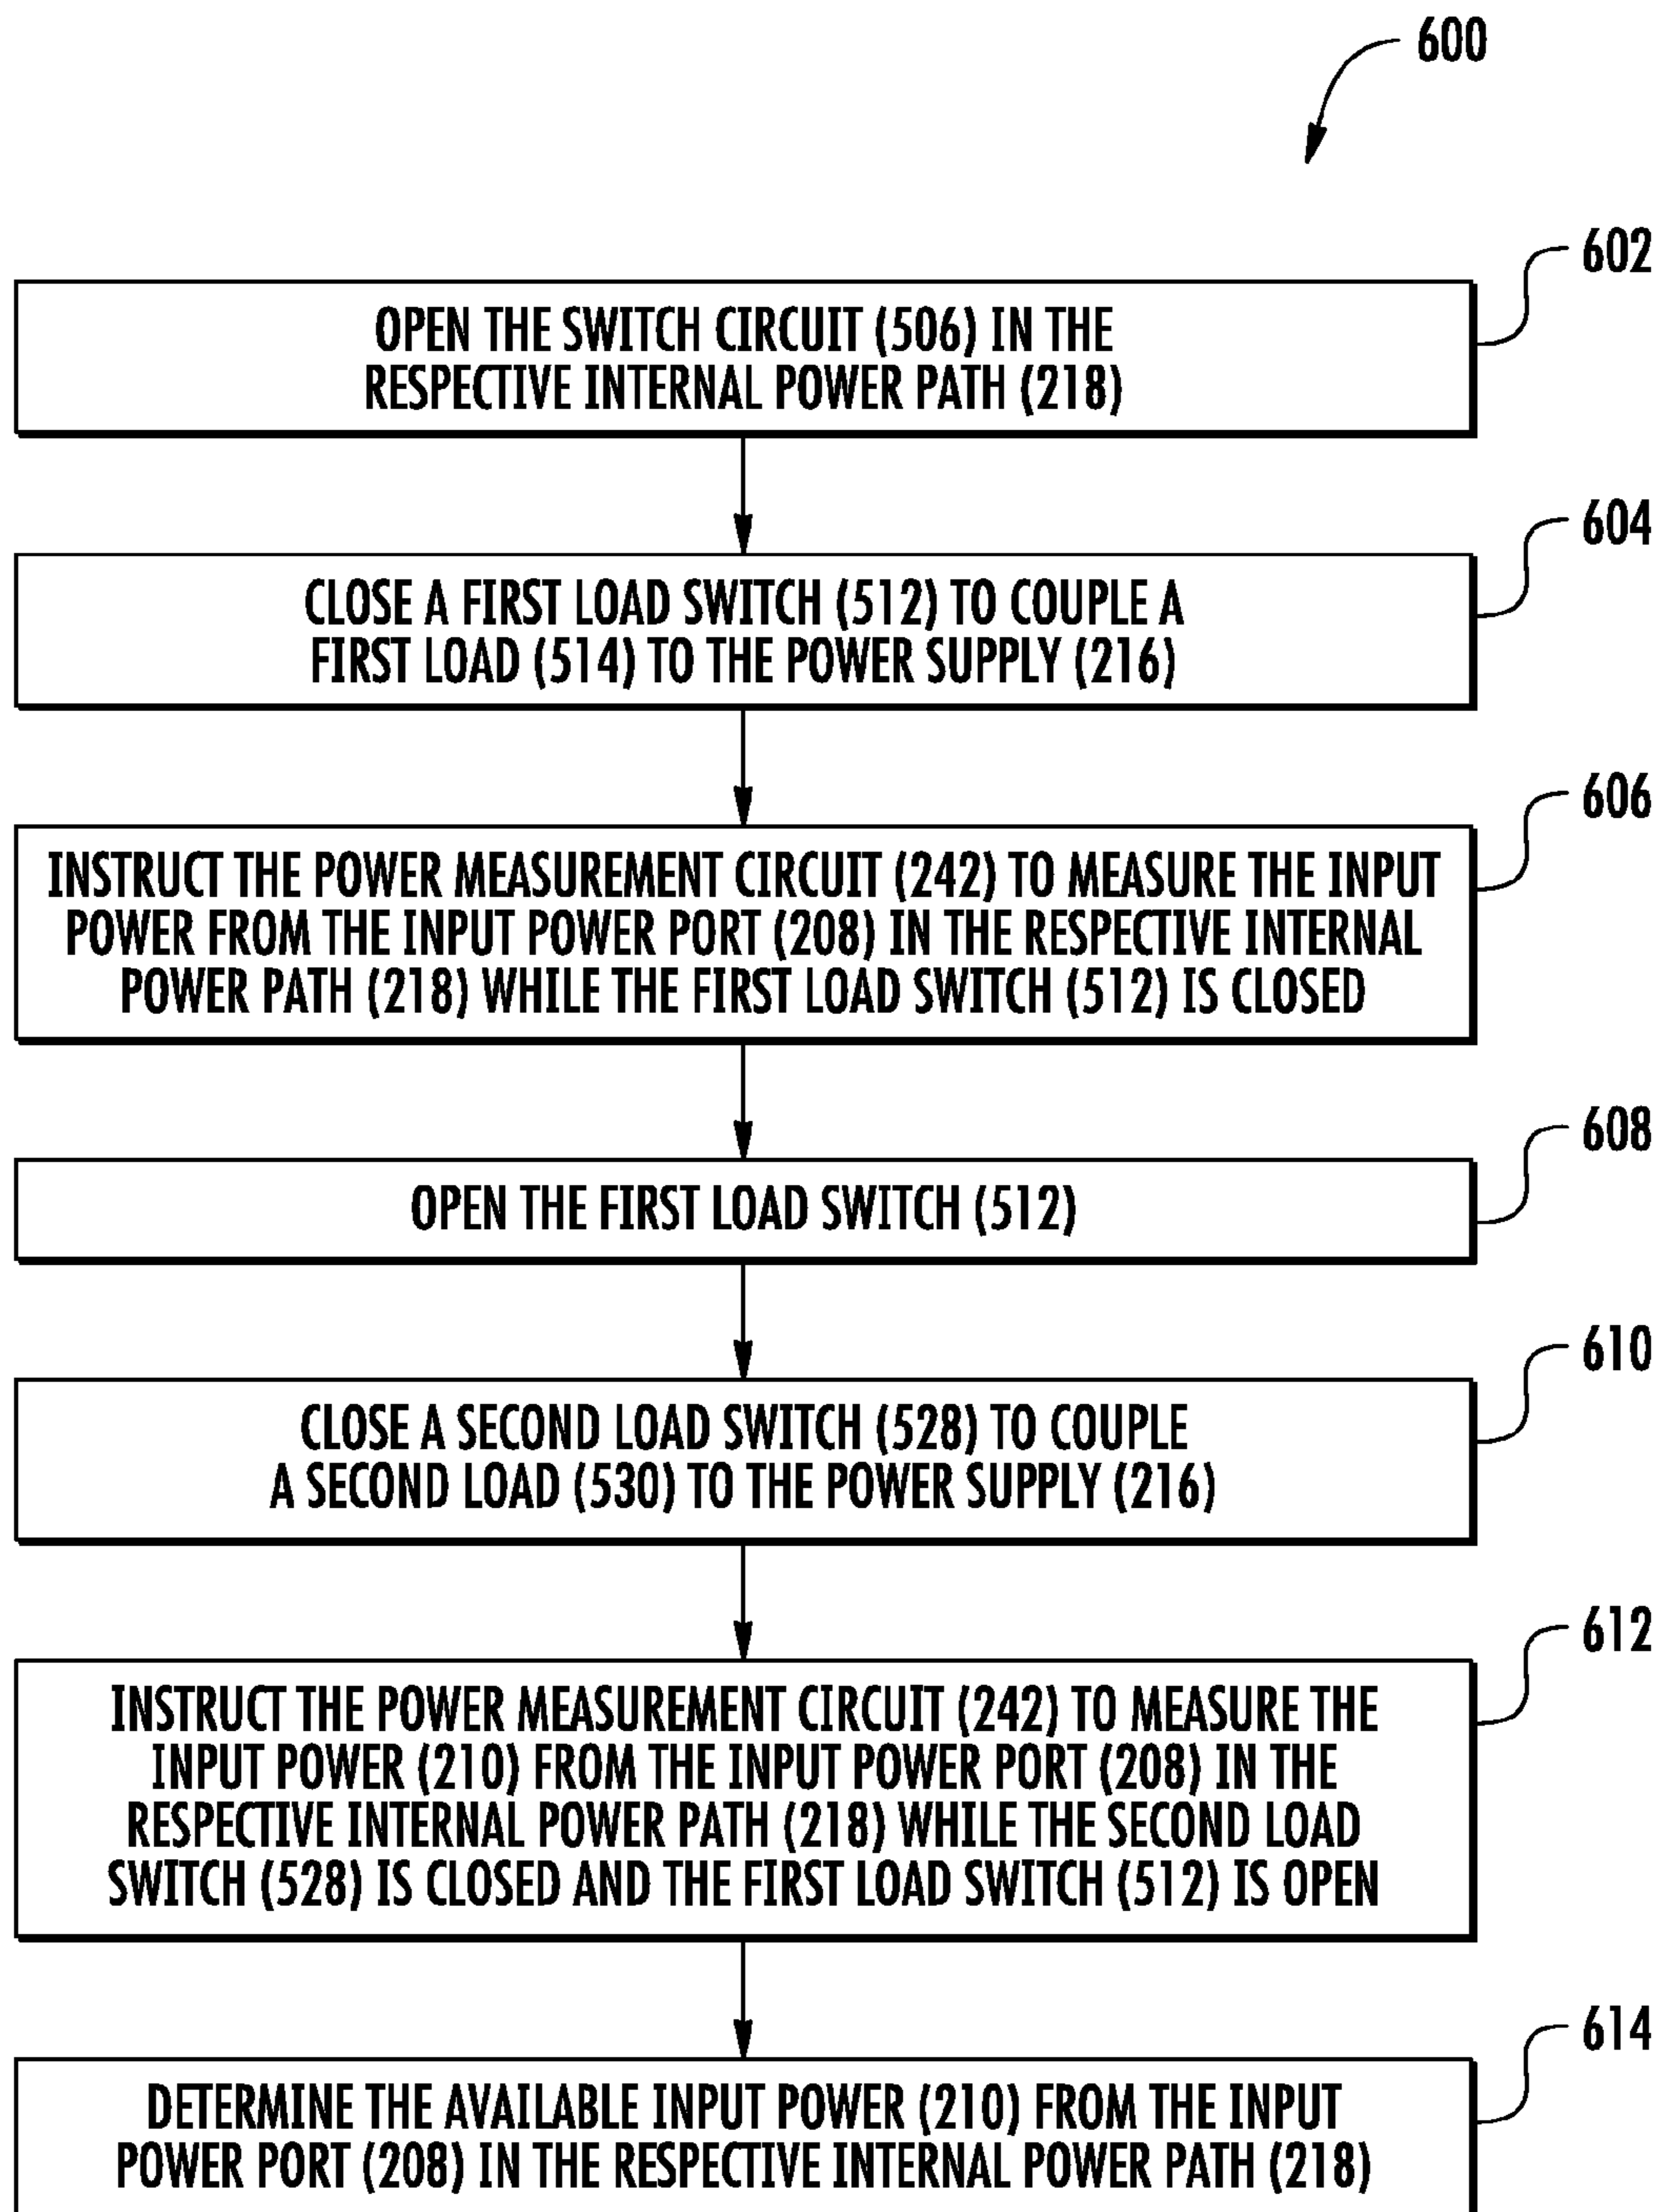 600
602
OPEN THE SWITCH CIRCUIT (506) IN THE
RESPECTIVE INTERNAL POWER PATH (218)
604
CLOSE A FIRST LOAD SWITCH (512) TO COUPLE A
FIRST LOAD (514) TO THE POWER SUPPLY (216)
606
INSTRUCT THE POWER MEASUREMENT CIRCUIT (242) TO MEASURE THE INPUT
POWER FROM THE INPUT POWER PORT (208) IN THE RESPECTIVE INTERNAL
POWER PATH (218) WHILE THE FIRST LOAD SWITCH (512) IS CLOSED
608
OPEN THE FIRST LOAD SWITCH (512)
610
CLOSE A SECOND LOAD SWITCH (528) TO COUPLE
A SECOND LOAD (530) TO THE POWER SUPPLY (216)
612
INSTRUCT THE POWER MEASUREMENT CIRCUIT (242) TO MEASURE THE
INPUT POWER (210) FROM THE INPUT POWER PORT (208) IN THE
RESPECTIVE INTERNAL POWER PATH (218) WHILE THE SECOND LOAD
SWITCH (528) IS CLOSED AND THE FIRST LOAD SWITCH (512) IS OPEN
614
DETERMINE THE AVAILABLE INPUT POWER (210) FROM THE INPUT
POWER PORT (208) IN THE RESPECTIVE INTERNAL POWER PATH (218)